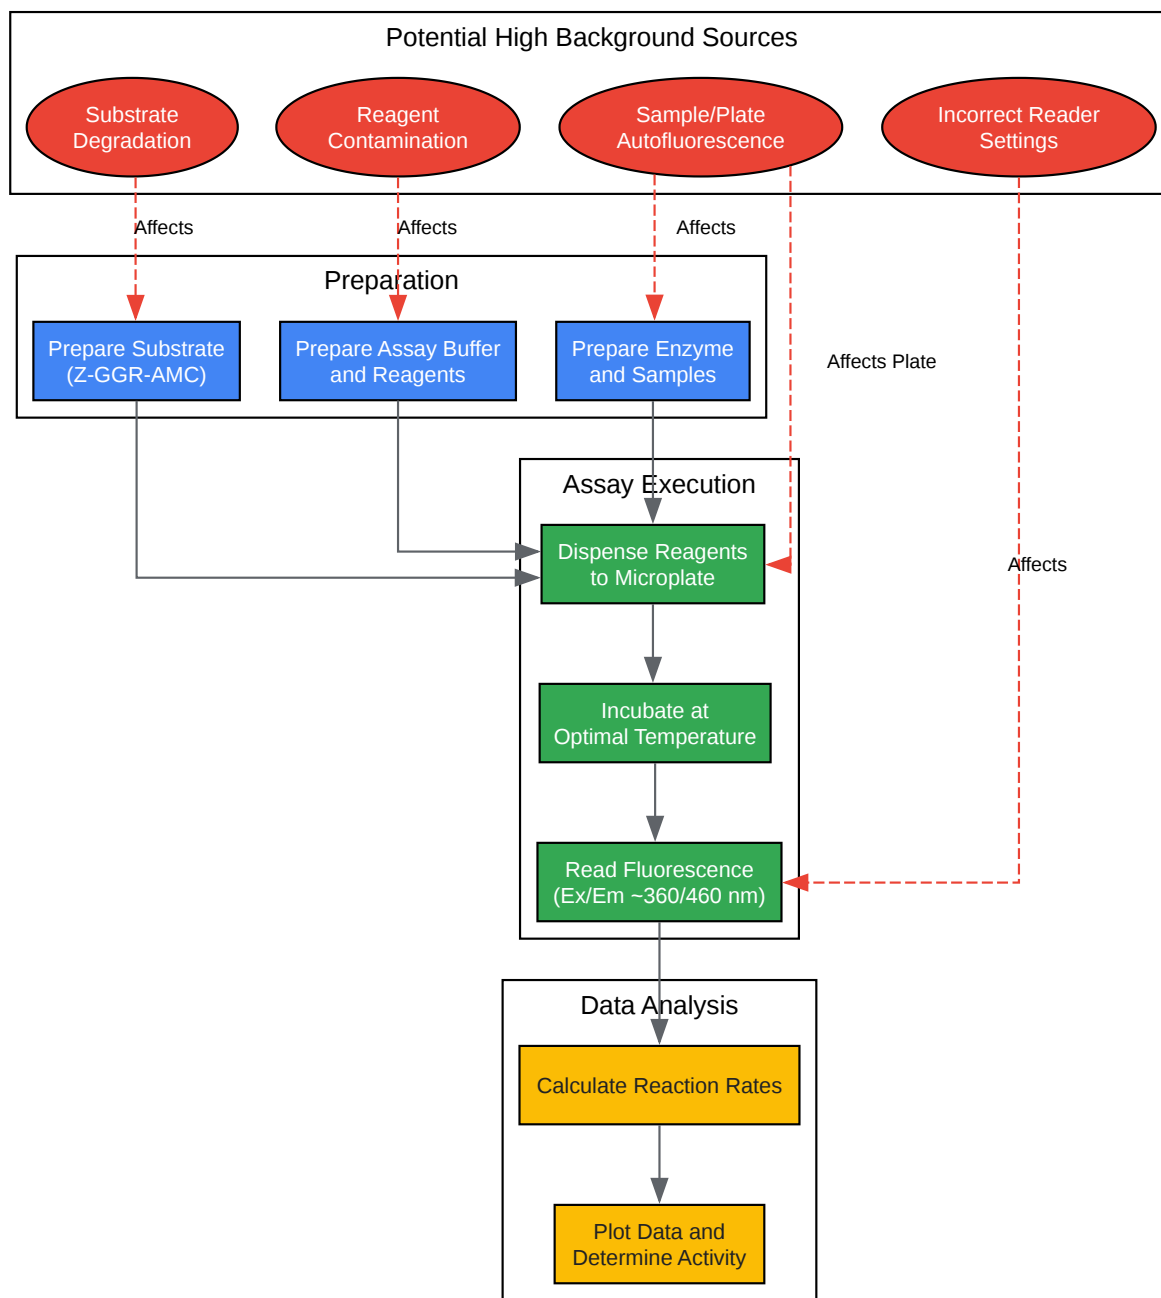 Potential High Background Sources
Substrate
Degradation
Reagent
Contamination
Sample/Plate
Autofluorescence
Incorrect Reader
Settings
Affects
Affects
Affects
Preparation
Prepare Substrate
(Z-GGR-AMC)
Prepare Assay Buffer
and Reagents
Prepare Enzyme
and Samples
Affects Plate
Assay Execution
Dispense Reagents
to Microplate
Affects
Incubate at
Optimal Temperature
Read Fluorescence
(Ex/Em ~360/460 nm)
Data Analysis
Calculate Reaction Rates
Plot Data and
Determine Activity